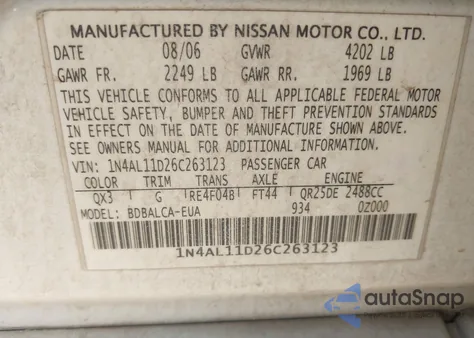 MANUFACTURED BY NISSAN MOTOR CO., LTD.
DATE 08/06 GVWR 4202 LB
GAWR FR. 2249 LB GAWR RR. 1969 LB
THIS VEHICLE CONFORMS TO ALL APPLICABLE FEDERAL MOTOR
VEHICLE SAFETY, BUMPER AND THEFT PREVENTION STANDARDS
IN EFFECT ON THE DATE OF MANUFACTURE SHOWN ABOVE.
SEE OWNERS MANUAL FOR ADDITIONAL INFORMATION.
VIN: 1N4AL11D26C263123 PASSENGER CAR
COLOR TRIM TRANS AXLE ENGINE
QX3 G RE4F04B FT44 QR25DE 2488CC
MODEL: BDBALCA-EUA 934 0Z000
1N4AL11D26C263123
autoSnap